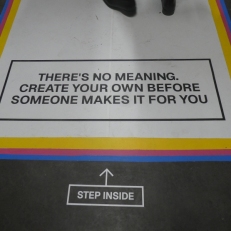 THERE'S NO MEANING.
CREATE YOUR OWN BEFORE
SOMEONE MAKES IT FOR YOU
STEP INSIDE